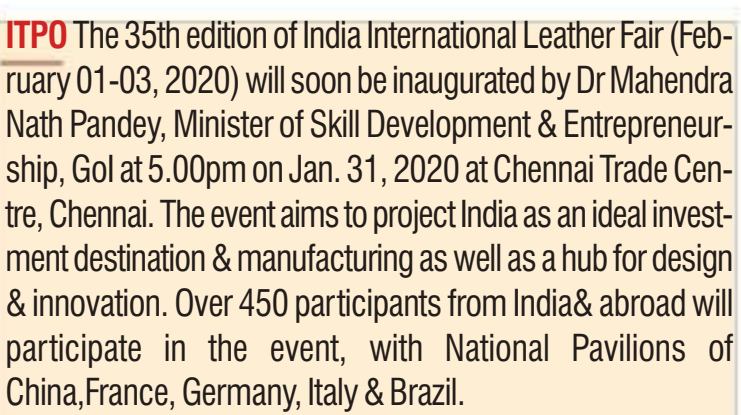 ITPO The 35th edition of India International Leather Fair (Feb-
ruary 01-03, 2020) will soon be inaugurated by Dr Mahendra
Nath Pandey, Minister of Skill Development & Entrepreneur-
ship, GoI at 5.00pm on Jan. 31, 2020 at Chennai Trade Cen-
tre, Chennai. The event aims to project India as an ideal invest-
ment destination & manufacturing as well as a hub for design
& innovation. Over 450 participants from India& abroad will
participate in the event, with National Pavilions of
China,France, Germany, Italy & Brazil.